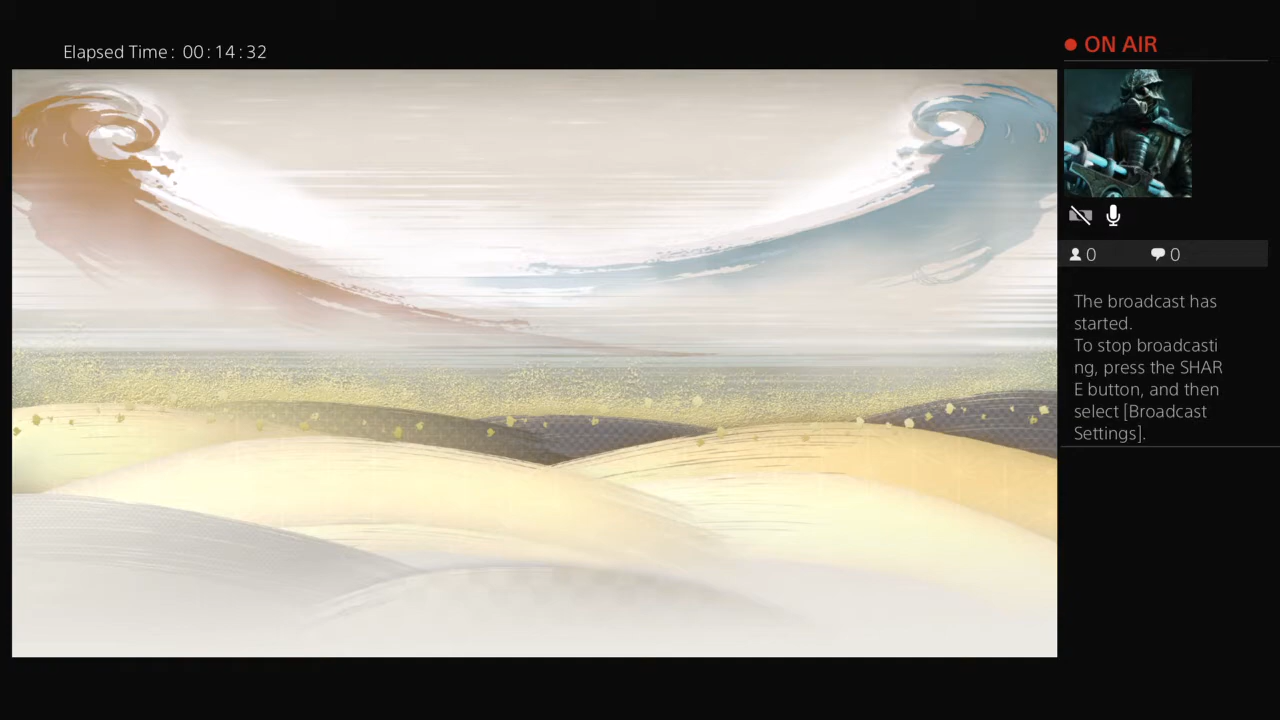 Elapsed Time: 00:14:32
ON AIR
0
0
The broadcast has
started.
To stop broadcasti
ng, press the SHAR
E button, and then
select [Broadcast
Settings].